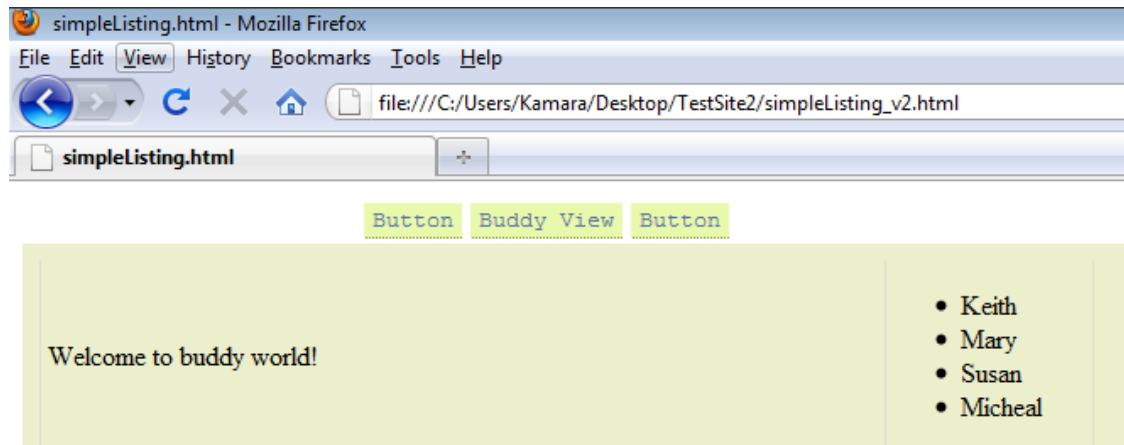 simpleListing.html - Mozilla Firefox
File Edit View History Bookmarks Tools Help
file:///C:/Users/Kamara/Desktop/TestSite2/simpleListing_v2.html
simpleListing.html
Button Buddy View Button
Welcome to buddy world!
Keith
Mary
Susan
Micheal